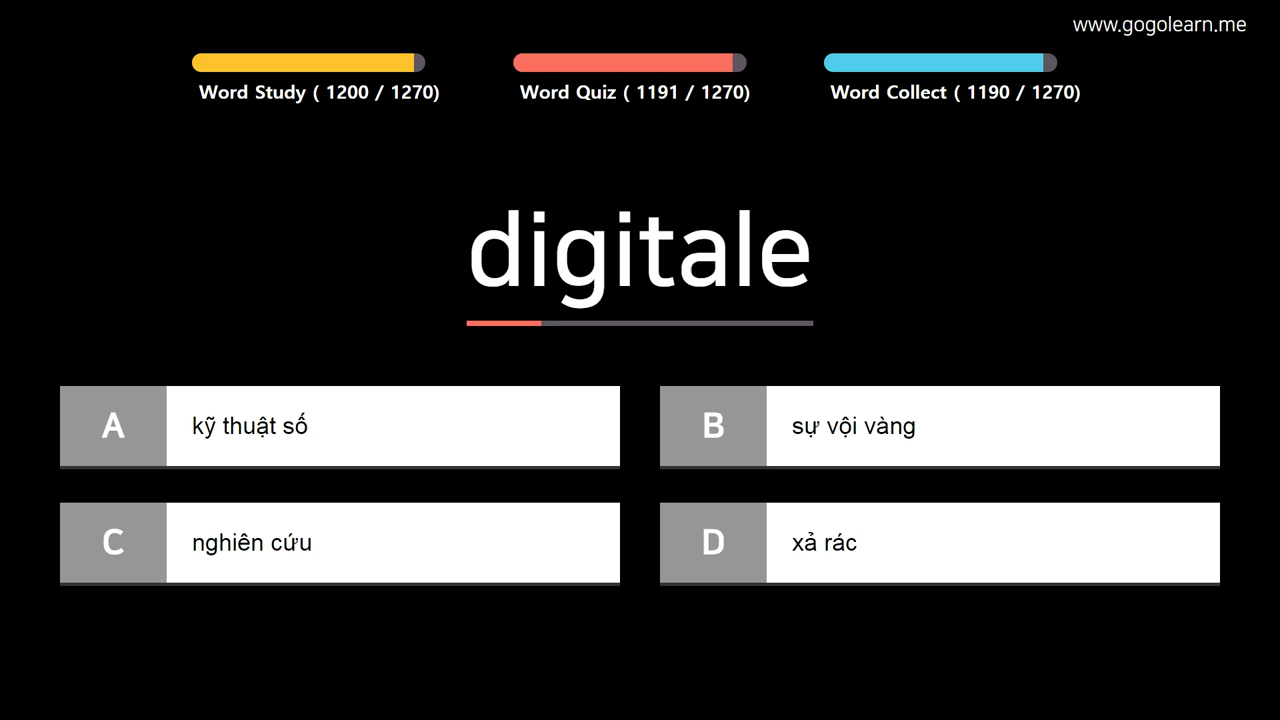 www.gogolearn.me
Word Study ( 1200 / 1270)
Word Quiz ( 1191 / 1270)
Word Collect ( 1190 / 1270)
digitale
A kỹ thuật số
B sự vội vàng
C nghiên cứu
D xả rác